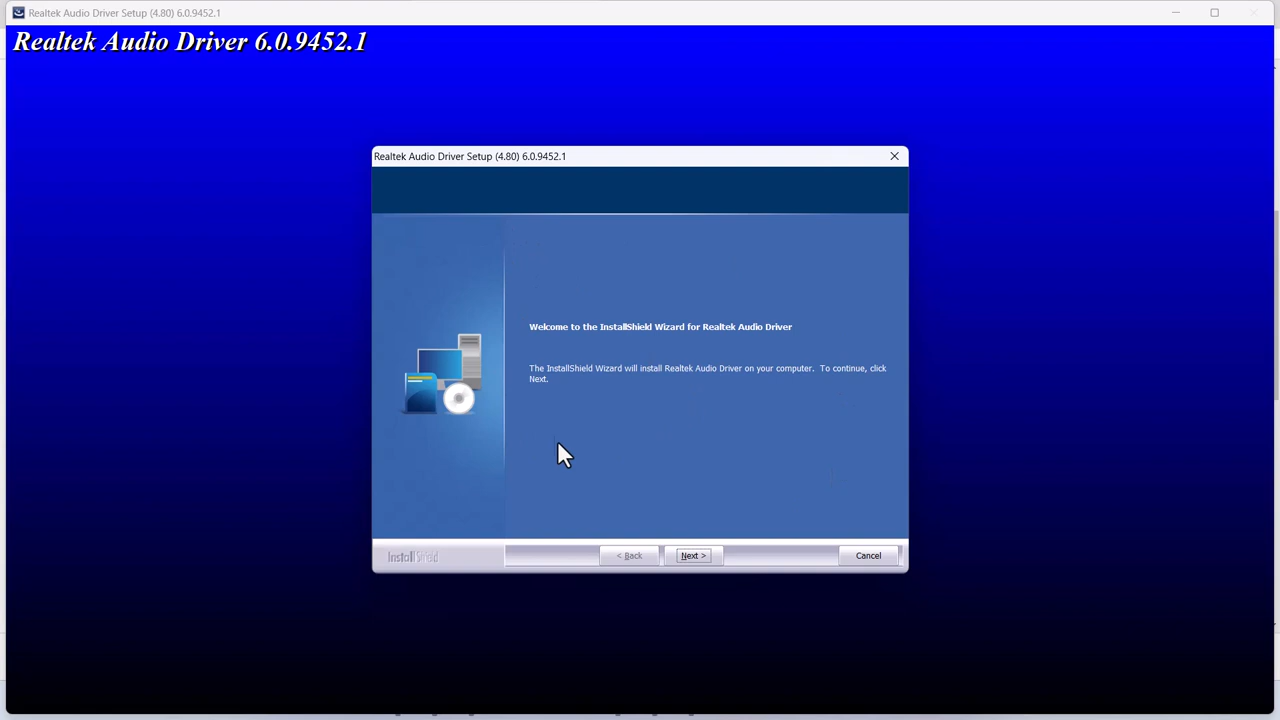 Realtek Audio Driver Setup (4.80) 6.0.9452.1
Realtek Audio Driver 6.0.9452.1
Realtek Audio Driver Setup (4.80) 6.0.9452.1
Welcome to the InstallShield Wizard for Realtek Audio Driver
The InstallShield Wizard will install Realtek Audio Driver on your computer. To continue, click
Next.
InstallShield
< Back
Next >
Cancel